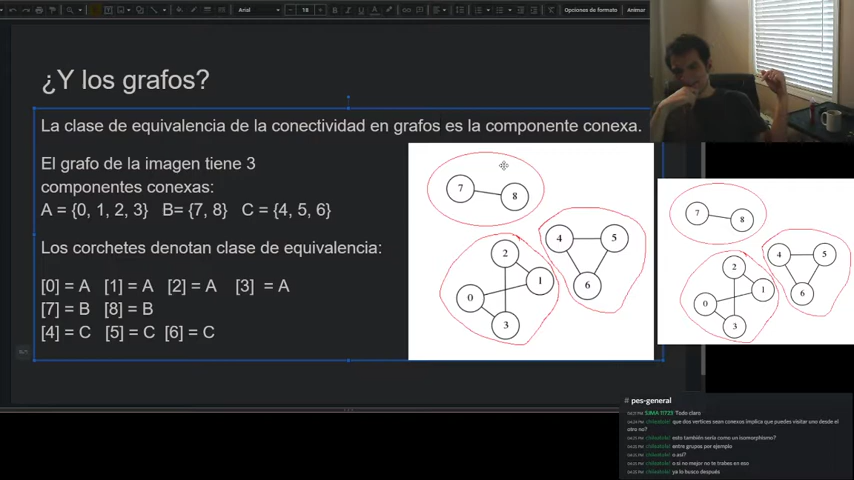 Arial
18
Opciones de formato
Animar
¿Y los grafos?
La clase de equivalencia de la conectividad en grafos es la componente conexa.
El grafo de la imagen tiene 3
componentes conexas:
A = {0, 1, 2, 3} B= {7, 8} C = {4, 5, 6}
Los corchetes denotan clase de equivalencia:
[0] = A [1] = A [2] = A [3] = A
[7] = B [8] = B
[4] = C [5] = C [6] = C
7
8
4
5
2
1
6
0
3
7
8
4
5
2
1
6
0
3
# pes-general
SJMA 11723 Todo claro
que dos vertices sean conexos implica que puedes visitar uno desde el
otro no?
esto también sería como un isomorphismo?
entre grupos por ejemplo
o así?
o si no mejor no te trabes en eso
ya lo busco después